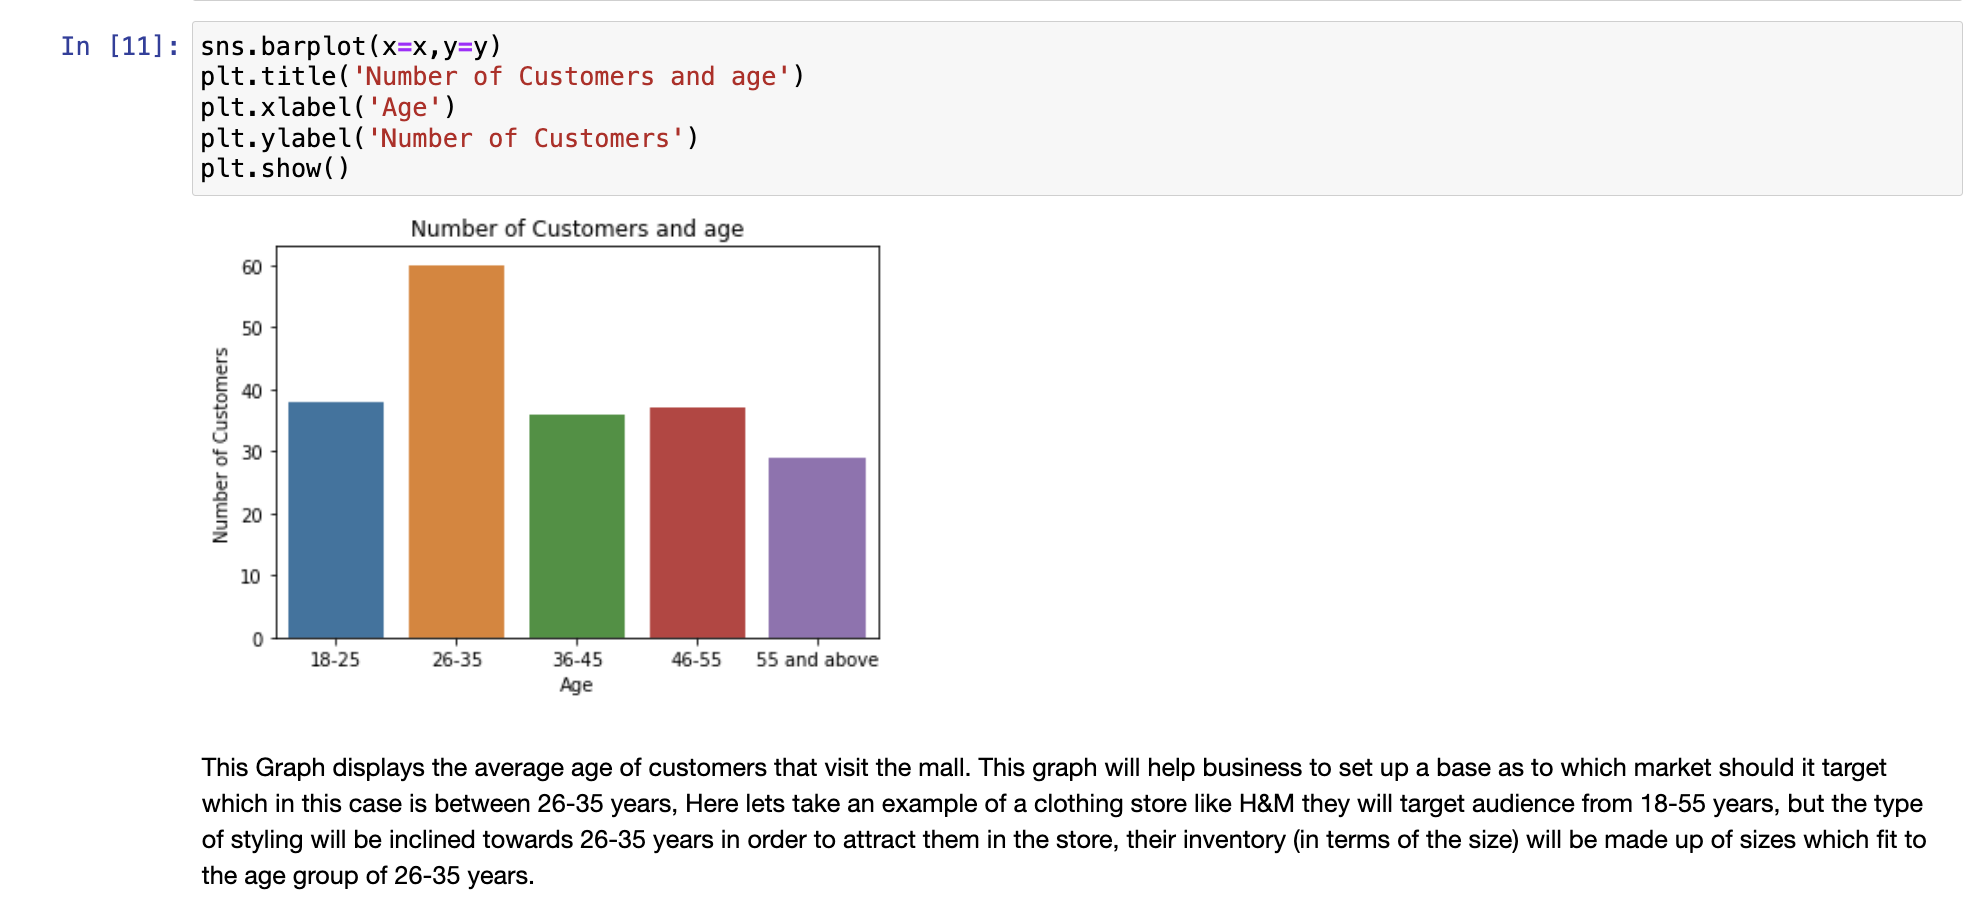 In [11]:
sns.barplot(x=x,y=y)
plt.title('Number of Customers and age')
plt.xlabel('Age')
plt.ylabel('Number of Customers')
plt.show()
Number of Customers and age
Number of Customers
60
50
40
30
20
10
0
18-25 26-35 36-45 46-55 55 and above
Age
This Graph displays the average age of customers that visit the mall. This graph will help business to set up a base as to which market should it target
which in this case is between 26-35 years, Here lets take an example of a clothing store like H&M they will target audience from 18-55 years, but the type
of styling will be inclined towards 26-35 years in order to attract them in the store, their inventory (in terms of the size) will be made up of sizes which fit to
the age group of 26-35 years.